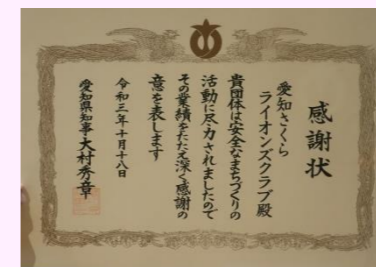 感謝状
愛知さくら
ライオンズクラブ殿
貴団体は安全なまちづくりの
活動に尽力されましたので
その業績をたたえ深く感謝の
意を表します
令和三年十月十八日
愛知県知事 大村秀章